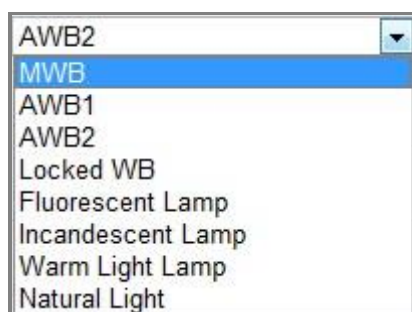 AWB2
MWB
AWB1
AWB2
Locked WB
Fluorescent Lamp
Incandescent Lamp
Warm Light Lamp
Natural Light